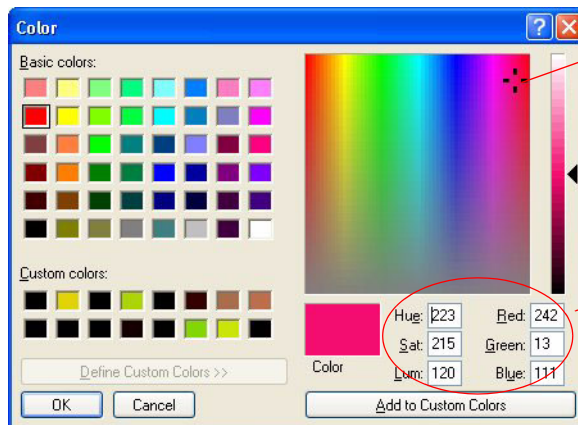 Color
Basic colors:
Custom colors:
Define Custom Colors >>
OK
Cancel
Color
Hue: 223
Sat: 215
Lum: 120
Red: 242
Green: 13
Blue: 111
Add to Custom Colors